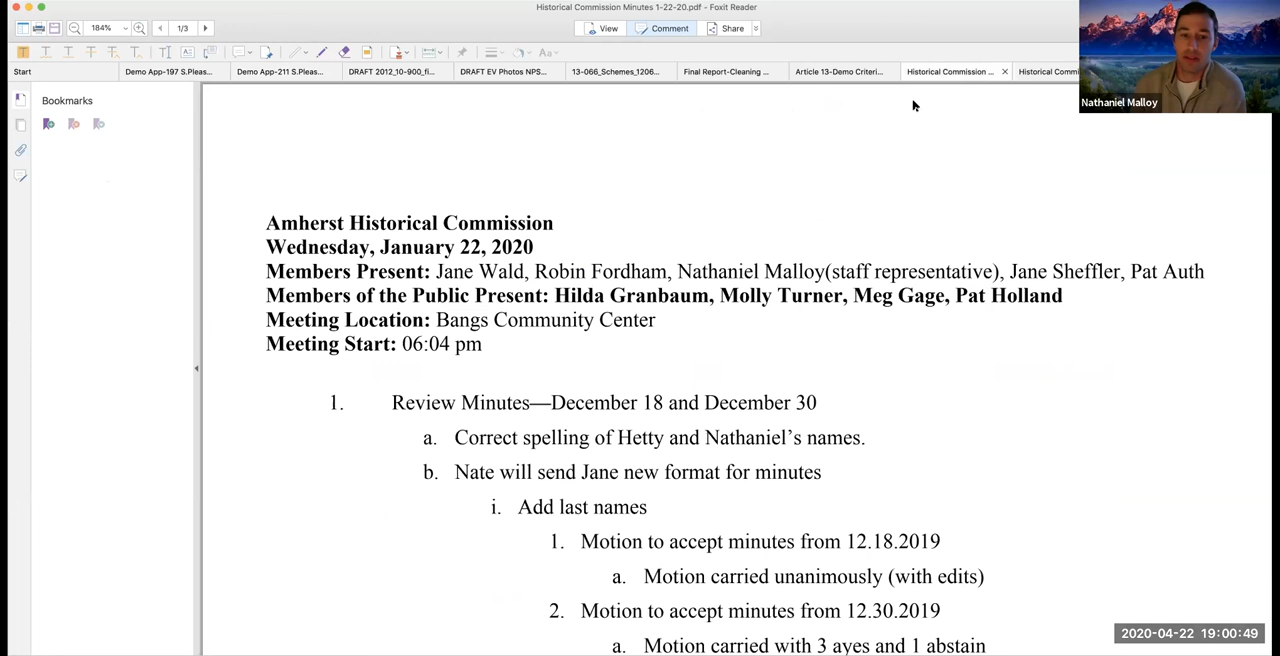 Historical Commission Minutes 1-22-20.pdf - Foxit Reader
184%
1/3
View
Comment
Share
Start
Demo App-197 S.Pleas...
Demo App-211 S.Pleas...
DRAFT 2012_10-900_fi...
DRAFT EV Photos NPS...
13-066_Schemes_1206...
Final Report-Cleaning ...
Article 13-Demo Criteri...
Historical Commission ...
Historical Commi
Nathaniel Malloy
Bookmarks
Amherst Historical Commission
Wednesday, January 22, 2020
Members Present: Jane Wald, Robin Fordham, Nathaniel Malloy(staff representative), Jane Sheffler, Pat Auth
Members of the Public Present: Hilda Granbaum, Molly Turner, Meg Gage, Pat Holland
Meeting Location: Bangs Community Center
Meeting Start: 06:04 pm
1. Review Minutes—December 18 and December 30
a. Correct spelling of Hetty and Nathaniel’s names.
b. Nate will send Jane new format for minutes
i. Add last names
1. Motion to accept minutes from 12.18.2019
a. Motion carried unanimously (with edits)
2. Motion to accept minutes from 12.30.2019
a. Motion carried with 3 ayes and 1 abstain
2020-04-22 19:00:49